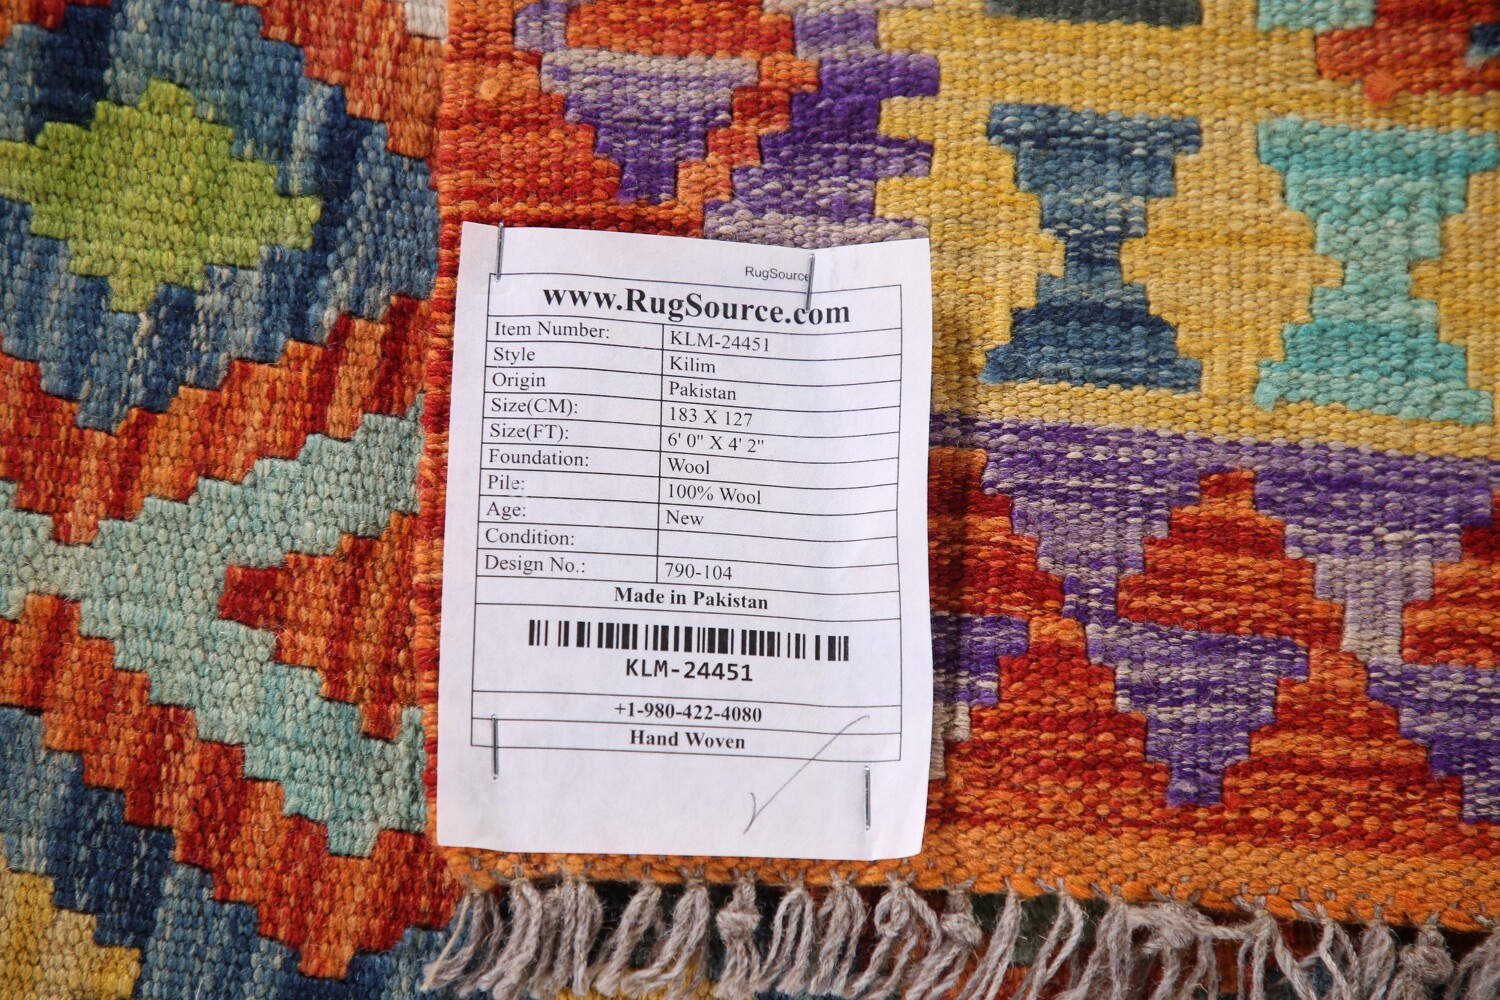 RugSource
www.RugSource.com
Item Number: KLM-24451
Style Kilim
Origin Pakistan
Size(CM): 183 X 127
Size(FT): 6' 0" X 4' 2"
Foundation: Wool
Pile: 100% Wool
Age: New
Condition:
Design No.: 790-104
Made in Pakistan
KLM-24451
+1-980-422-4080
Hand Woven